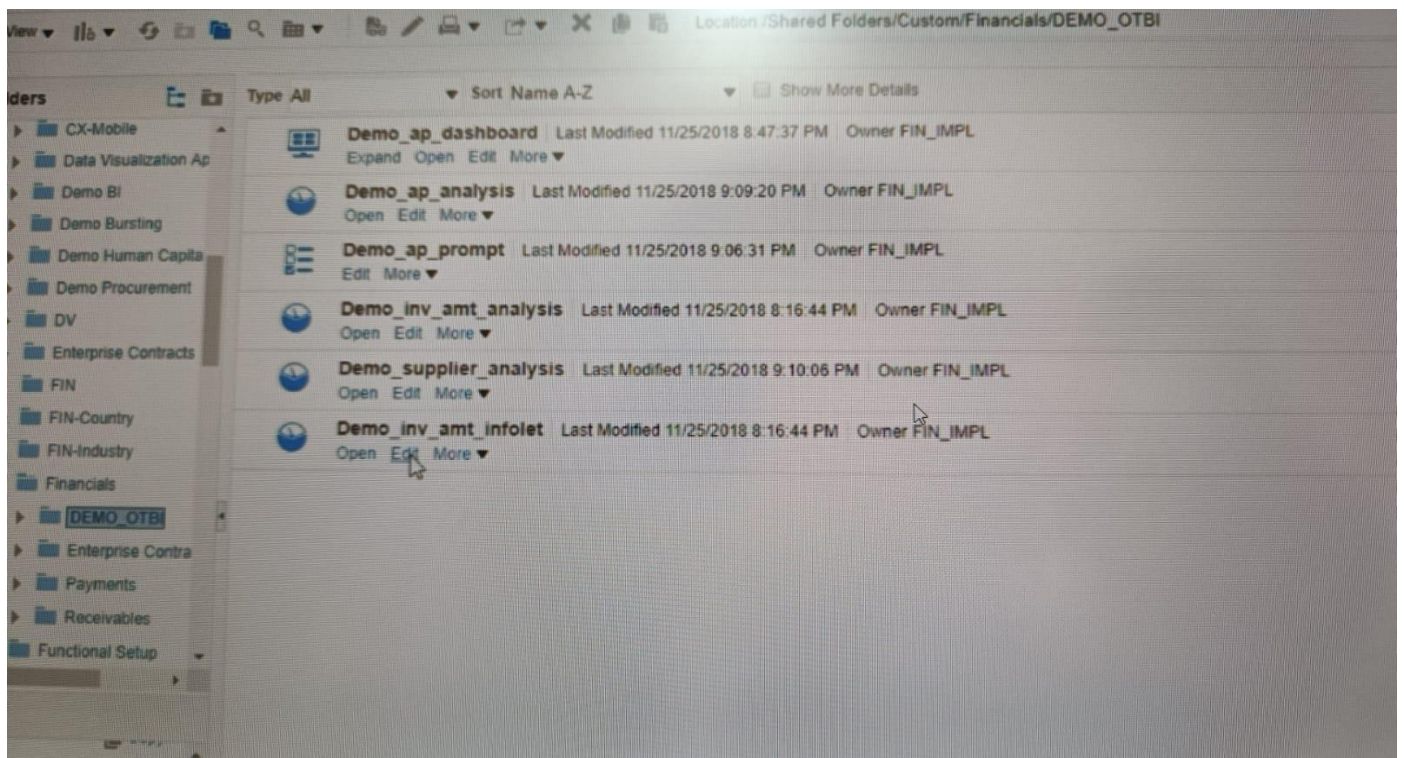 View
Location /Shared Folders/Custom/Financials/DEMO_OTBI
ders
Type All
Sort Name A-Z
Show More Details
CX-Mobile
Data Visualization Ap
Demo BI
Demo Bursting
Demo Human Capita
Demo Procurement
DV
Enterprise Contracts
FIN
FIN-Country
FIN-Industry
Financials
DEMO_OTBI
Enterprise Contra
Payments
Receivables
Functional Setup
Demo_ap_dashboard Last Modified 11/25/2018 8:47:37 PM Owner FIN_IMPL
Expand Open Edit More
Demo_ap_analysis Last Modified 11/25/2018 9:09:20 PM Owner FIN_IMPL
Open Edit More
Demo_ap_prompt Last Modified 11/25/2018 9:06:31 PM Owner FIN_IMPL
Edit More
Demo_inv_amt_analysis Last Modified 11/25/2018 8:16:44 PM Owner FIN_IMPL
Open Edit More
Demo_supplier_analysis Last Modified 11/25/2018 9:10:06 PM Owner FIN_IMPL
Open Edit More
Demo_inv_amt_infolet Last Modified 11/25/2018 8:16:44 PM Owner FIN_IMPL
Open Edit More